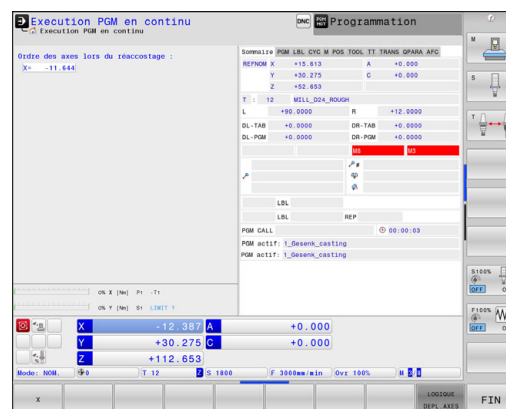 Execution PGM en continu
Execution PGM en continu
DNC
Programmation
Ordre des axes lors du réaccostage :
X= -11.644
Sommaire PGM LBL CYC M POS TOOL TT TRANS QPARA AFC
REFNOM X +15.613 A +0.000
Y +30.275 C +0.000
Z +52.653
T : 12 MILL_D24_ROUGH
L +90.0000 R +12.0000
DL-TAB +0.0000 DR-TAB +0.0000
DL-PGM +0.0000 DR-PGM +0.0000
M8 M3
LBL
LBL REP
PGM CALL 00:00:03
PGM actif: 1_Gesenk_casting
PGM actif: 1_Gesenk_casting
0% X [Nm] P1 -T1
0% Y [Nm] S1 LIMIT 1
X -12.387 A +0.000
Y +30.275 C +0.000
Z +112.653
Mode: NOM. 0 T 12 Z S 1800 F 3000mm/min Ovr 100% M
M
S
T
S100%
OFF
F100%
OFF
X
LOGIQUE
DEPL.AXES
FIN